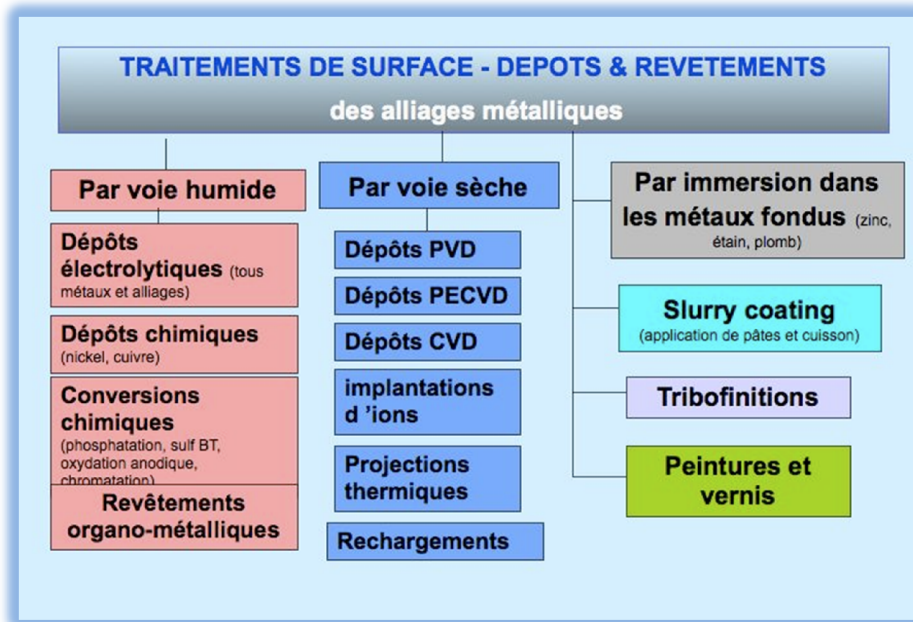 TRAITEMENTS DE SURFACE - DEPOTS & REVETEMENTS
des alliages métalliques
Par voie humide
Dépôts
électrolytiques (tous
métaux et alliages)
Dépôts chimiques
(nickel, cuivre)
Conversions
chimiques
(phosphatation, sulf BT,
oxydation anodique,
chromatation)
Revêtements
organo-métalliques
Par voie sèche
Dépôts PVD
Dépôts PECVD
Dépôts CVD
implantations
d 'ions
Projections
thermiques
Rechargements
Par immersion dans
les métaux fondus (zinc,
étain, plomb)
Slurry coating
(application de pâtes et cuisson)
Tribofinitions
Peintures et
vernis